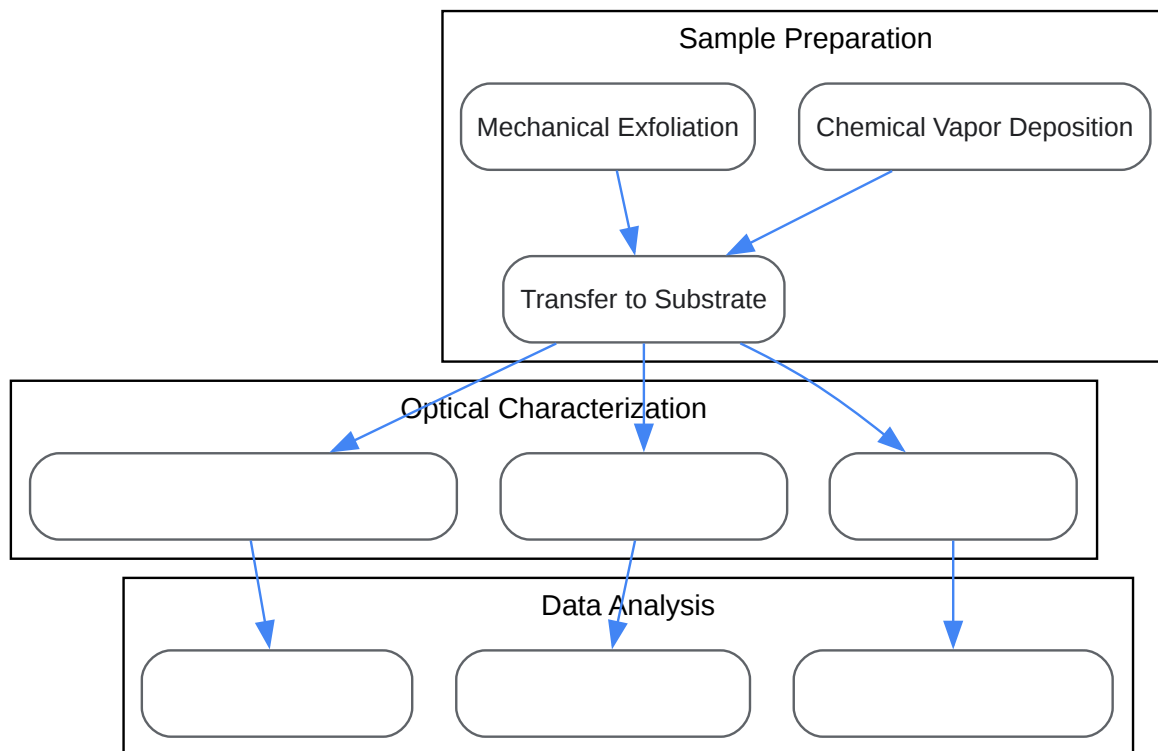 Sample Preparation
Mechanical Exfoliation
Chemical Vapor Deposition
Transfer to Substrate
Optical Characterization
Data Analysis